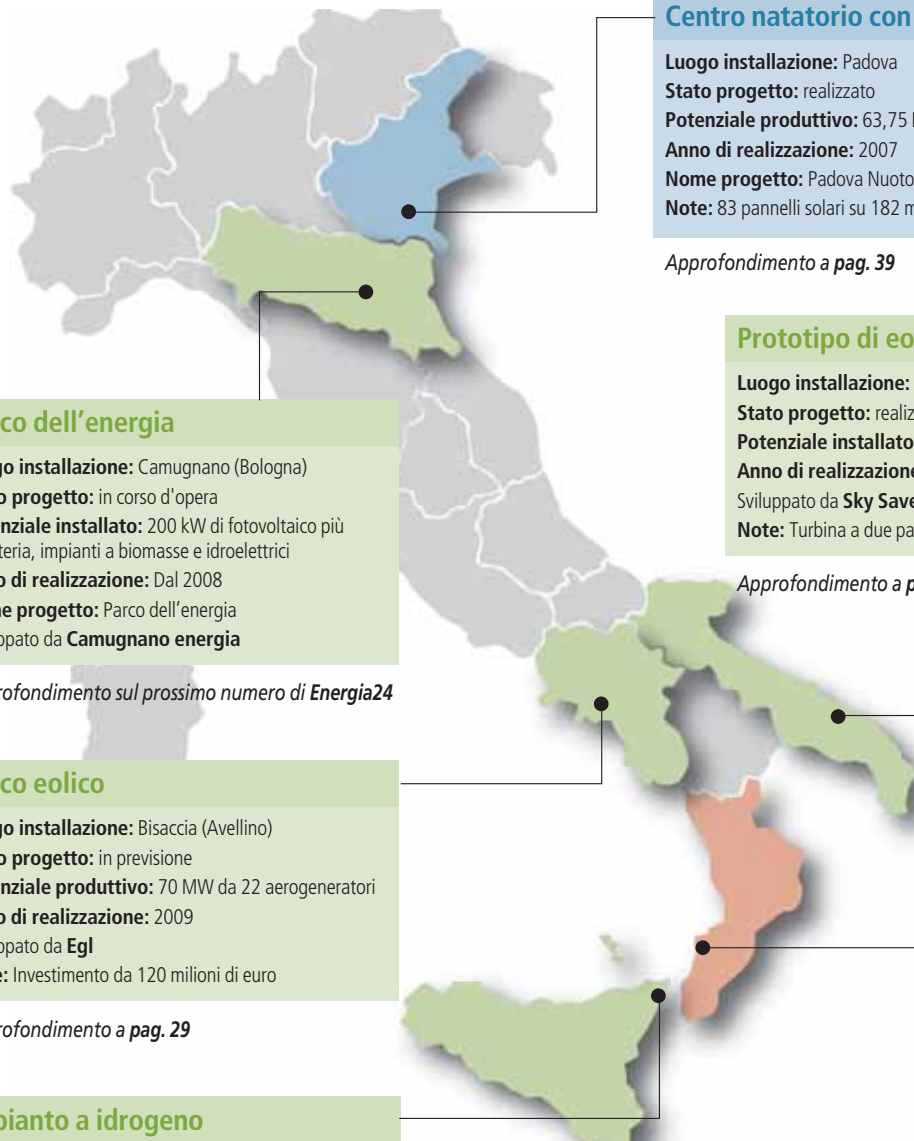 Centro natatorio con
Luogo installazione: Padova
Stato progetto: realizzato
Potenziale produttivo: 63,75
Anno di realizzazione: 2007
Nome progetto: Padova Nuoto
Note: 83 pannelli solari su 182 m
Approfondimento a pag. 39
Prototipo di eo
Luogo installazione:
Stato progetto: realiz
Potenziale installato
Anno di realizzazione
Sviluppato da Sky Save
Note: Turbina a due pa
Approfondimento a p
co dell'energia
go installazione: Camugnano (Bologna)
o progetto: in corso d'opera
enziale installato: 200 kW di fotovoltaico più
teria, impianti a biomasse e idroelettrici
o di realizzazione: Dal 2008
ne progetto: Parco dell'energia
ppato da Camugnano energia
rofondimento sul prossimo numero di Energia24
co eolico
go installazione: Bisaccia (Avellino)
o progetto: in previsione
enziale produttivo: 70 MW da 22 aerogeneratori
o di realizzazione: 2009
ppato da Egl
e: Investimento da 120 milioni di euro
rofondimento a pag. 29
pianto a idrogeno